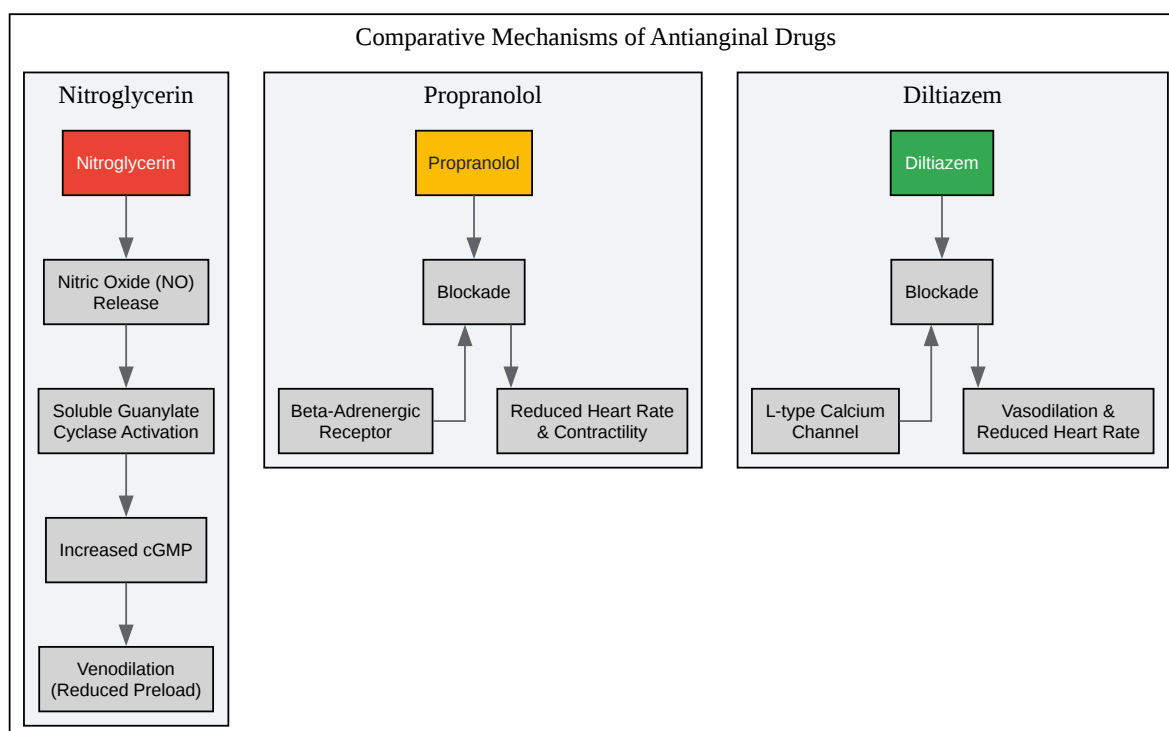 Comparative Mechanisms of Antianginal Drugs
Nitroglycerin
Nitroglycerin
Nitric Oxide (NO)
Release
Soluble Guanylate
Cyclase Activation
Increased cGMP
Venodilation
(Reduced Preload)
Propranolol
Propranolol
Blockade
Beta-Adrenergic
Receptor
Reduced Heart Rate
& Contractility
Diltiazem
Diltiazem
Blockade
L-type Calcium
Channel
Vasodilation &
Reduced Heart Rate